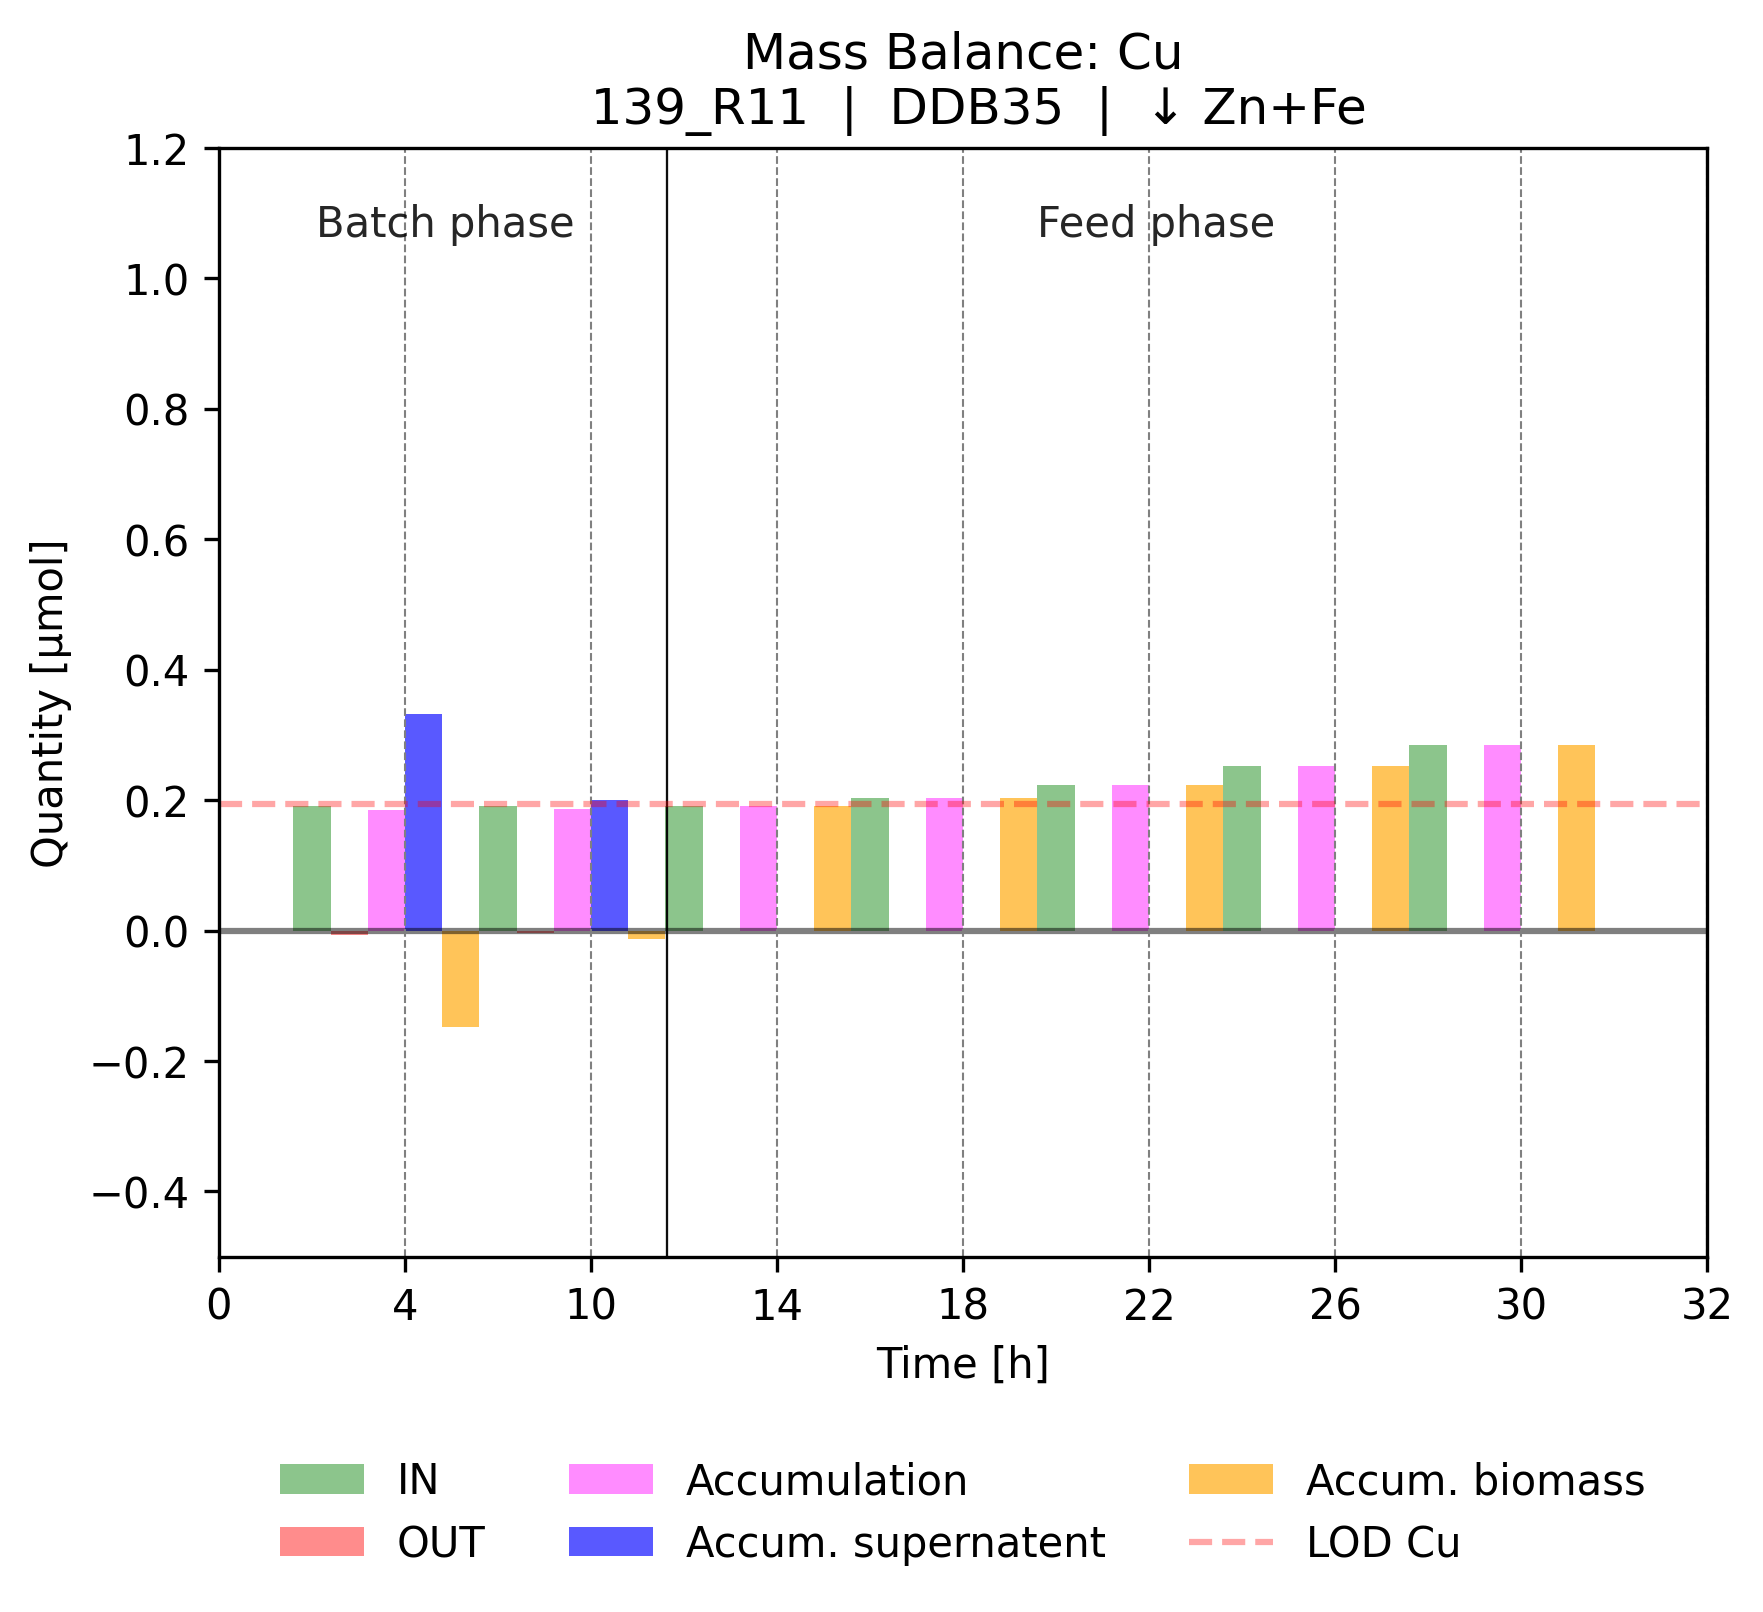 Mass Balance: Cu
139_R11 | DDB35 | ↓ Zn+Fe
1.2
Batch phase
Feed phase
1.0
0.8
0.6
0.4
0.2
0.0
−0.2
−0.4
Quantity [µmol]
0 4 10 14 18 22 26 30 32
Time [h]
IN
Accumulation
Accum. biomass
OUT
Accum. supernatent
LOD Cu